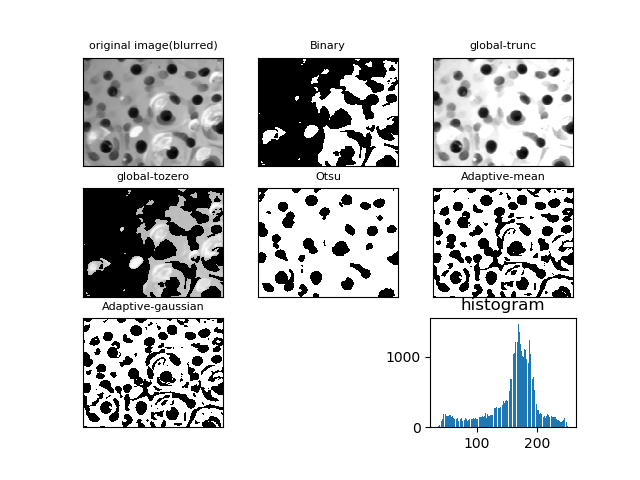 original image(blurred)
Binary
global-trunc
global-tozero
Otsu
Adaptive-mean
Adaptive-gaussian
histogram
1000
0
100
200